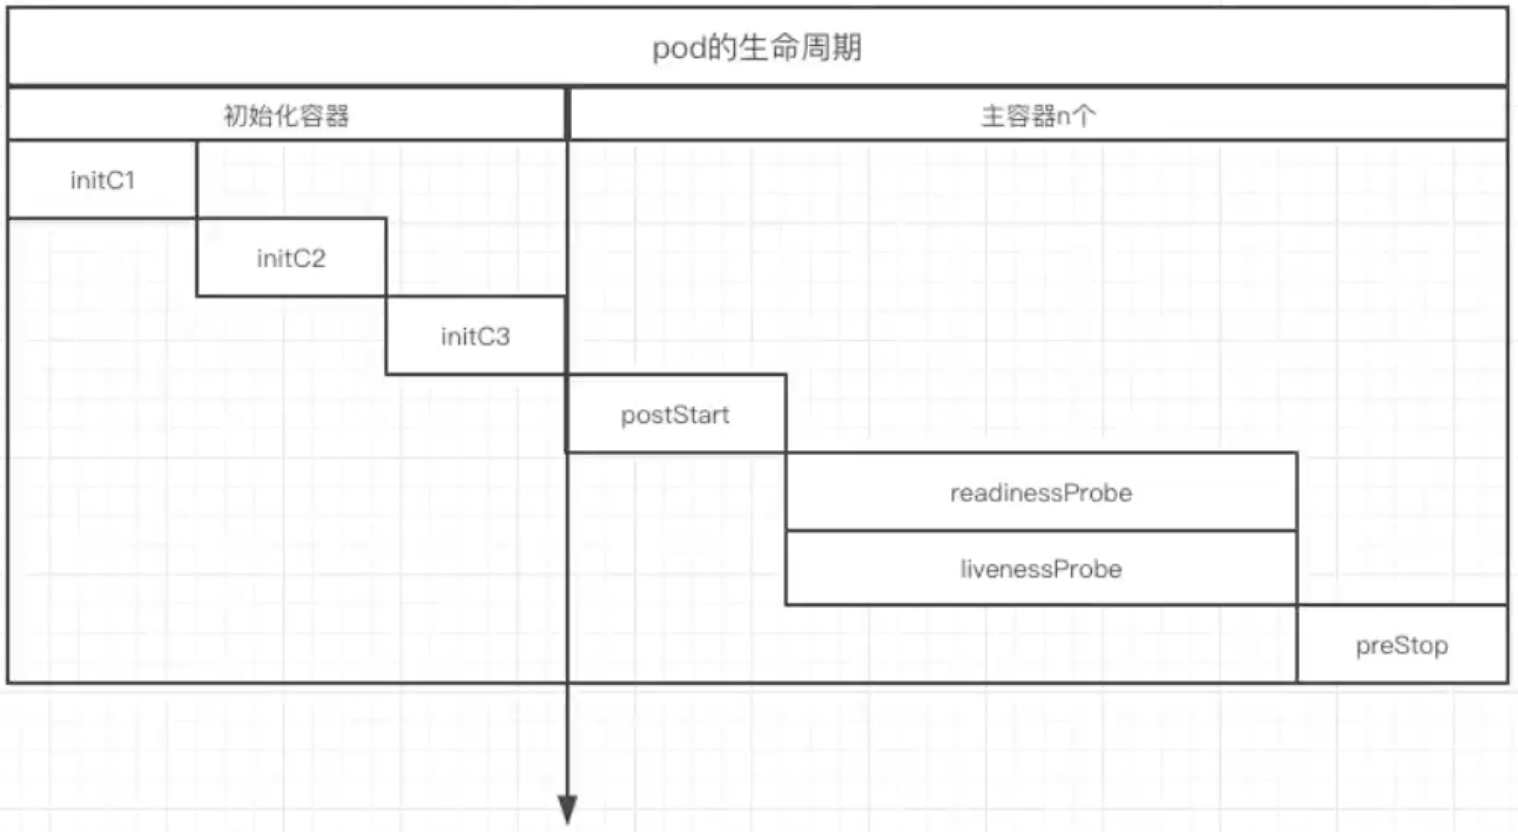 pod的生命周期
初始化容器
主容器n个
initC1
initC2
initC3
postStart
readinessProbe
livenessProbe
preStop